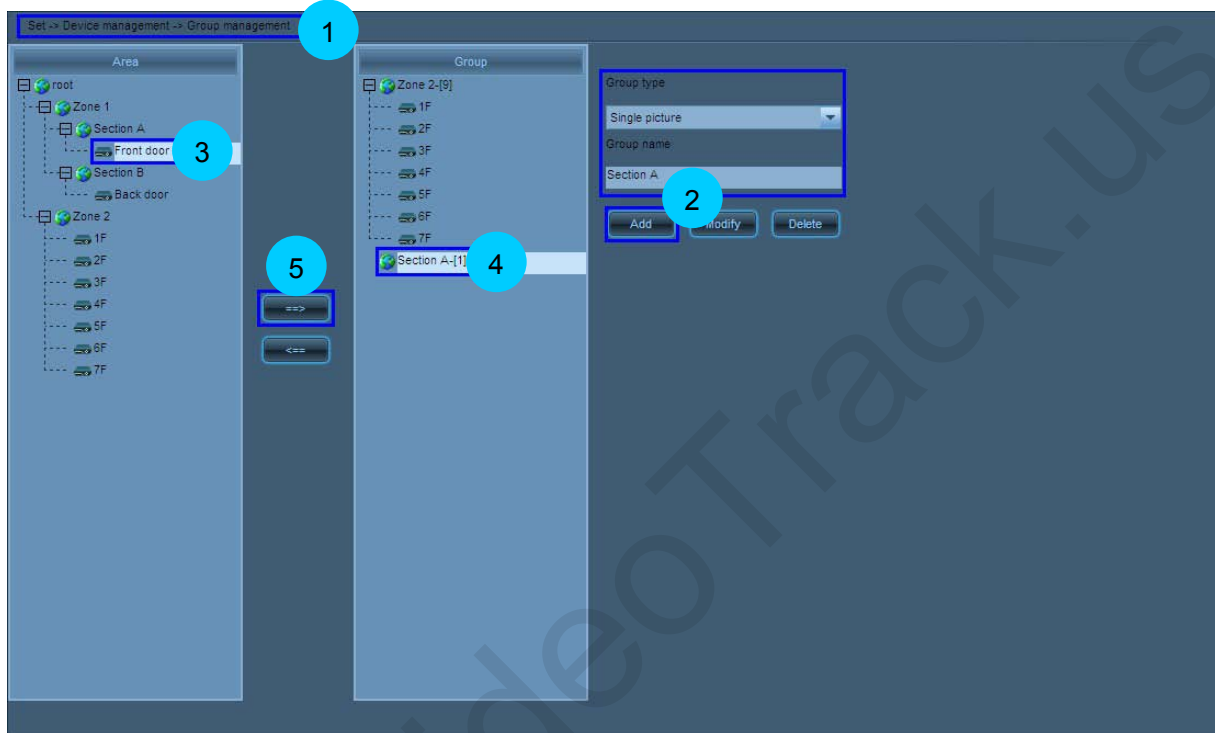 Set -> Device management -> Group management
1
Area
root
Zone 1
Section A
Front door
3
Section B
Back door
Zone 2
1F
2F
3F
4F
5F
6F
7F
5
==>
<==
Group
Zone 2-[9]
1F
2F
3F
4F
5F
6F
7F
Section A-[1]
4
Group type
Single picture
Group name
Section A
2
Add
Modify
Delete
deoTrack.us